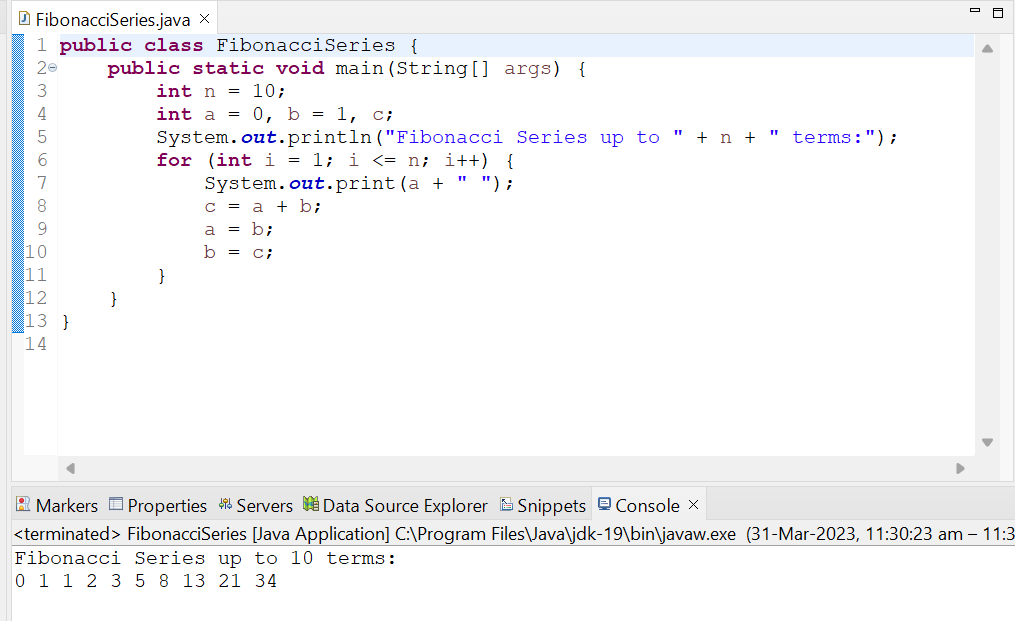 FibonacciSeries.java
1 public class FibonacciSeries {
2     public static void main(String[] args) {
3         int n = 10;
4         int a = 0, b = 1, c;
5         System.out.println("Fibonacci Series up to " + n + " terms:");
6         for (int i = 1; i <= n; i++) {
7             System.out.print(a + " ");
8             c = a + b;
9             a = b;
10             b = c;
11         }
12     }
13 }
14
Markers Properties Servers Data Source Explorer Snippets Console
<terminated> FibonacciSeries [Java Application] C:\Program Files\Java\jdk-19\bin\javaw.exe (31-Mar-2023, 11:30:23 am – 11:3
Fibonacci Series up to 10 terms:
0 1 1 2 3 5 8 13 21 34